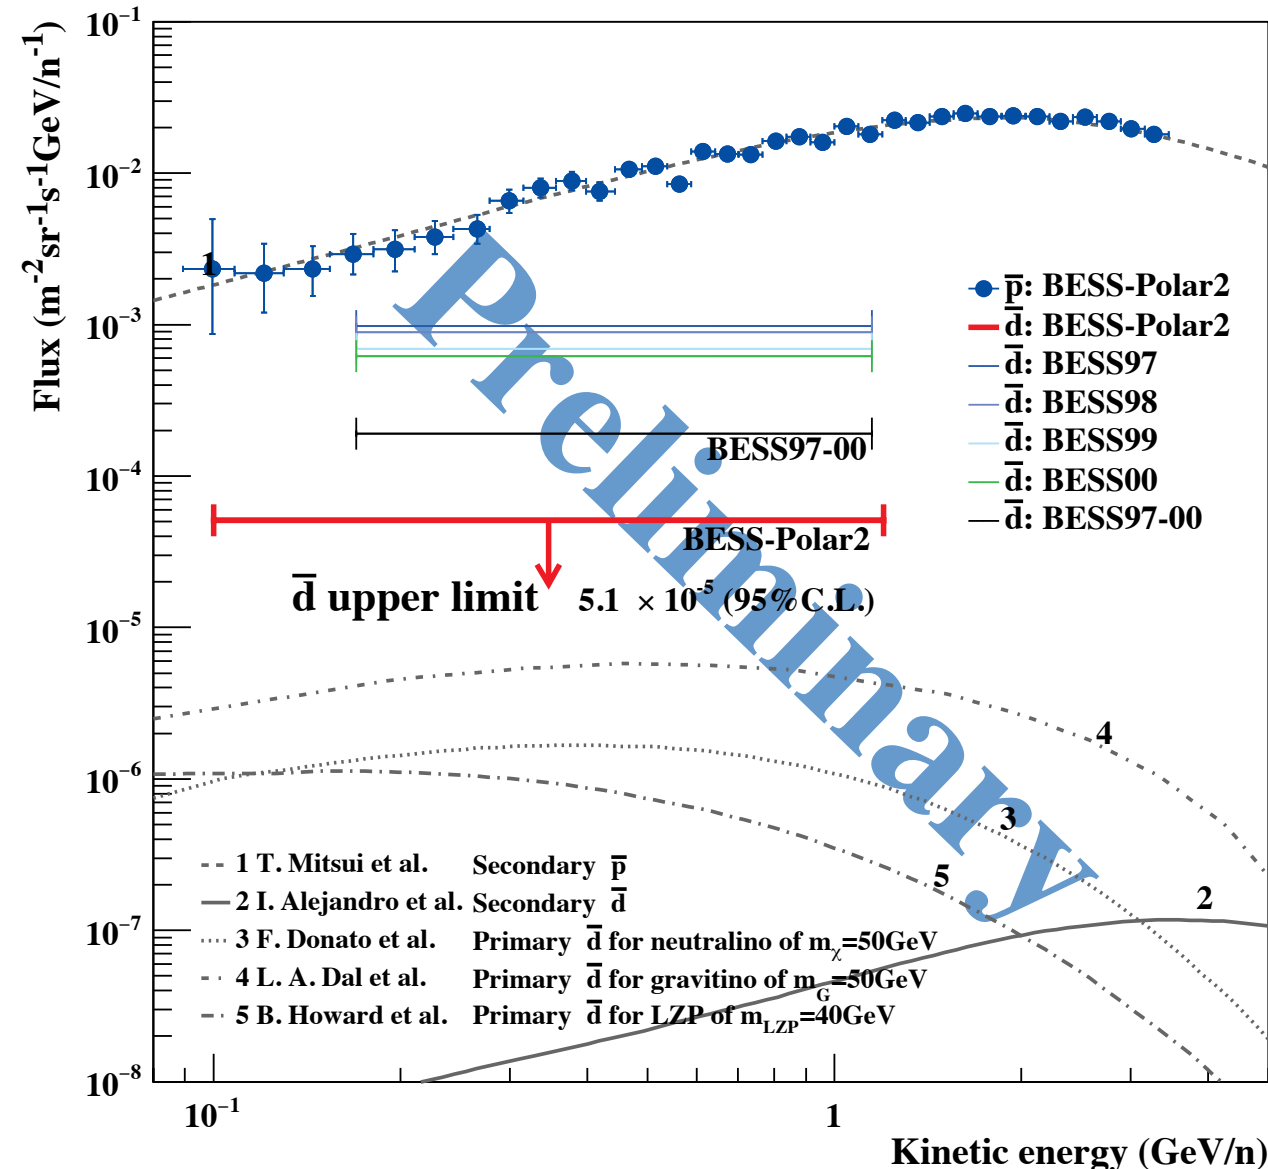 10⁻¹
10⁻²
10⁻³
10⁻⁴
10⁻⁵
10⁻⁶
10⁻⁷
10⁻⁸
Flux (m⁻²sr⁻¹s⁻¹GeV/n⁻¹)
1
Preliminary
p̅: BESS-Polar2
d̅: BESS-Polar2
d̅: BESS97
d̅: BESS98
d̅: BESS99
d̅: BESS00
d̅: BESS97-00
BESS97-00
BESS-Polar2
d̅ upper limit 5.1 × 10⁻⁵ (95%C.L.)
4
3
5
2
1 T. Mitsui et al. Secondary p̅
2 I. Alejandro et al. Secondary d̅
3 F. Donato et al. Primary d̅ for neutralino of m_χ=50GeV
4 L. A. Dal et al. Primary d̅ for gravitino of m_G=50GeV
5 B. Howard et al. Primary d̅ for LZP of m_LZP=40GeV
10⁻¹ 1
Kinetic energy (GeV/n)